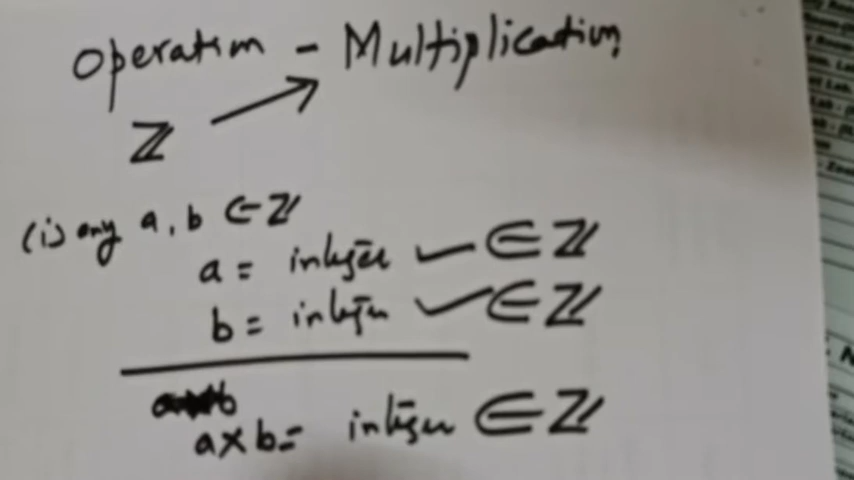 Operation - Multiplication
ℤ
(i) any a, b ∈ ℤ
a = integer ✓ ∈ ℤ
b = integer ✓ ∈ ℤ
a × b = integer ∈ ℤ